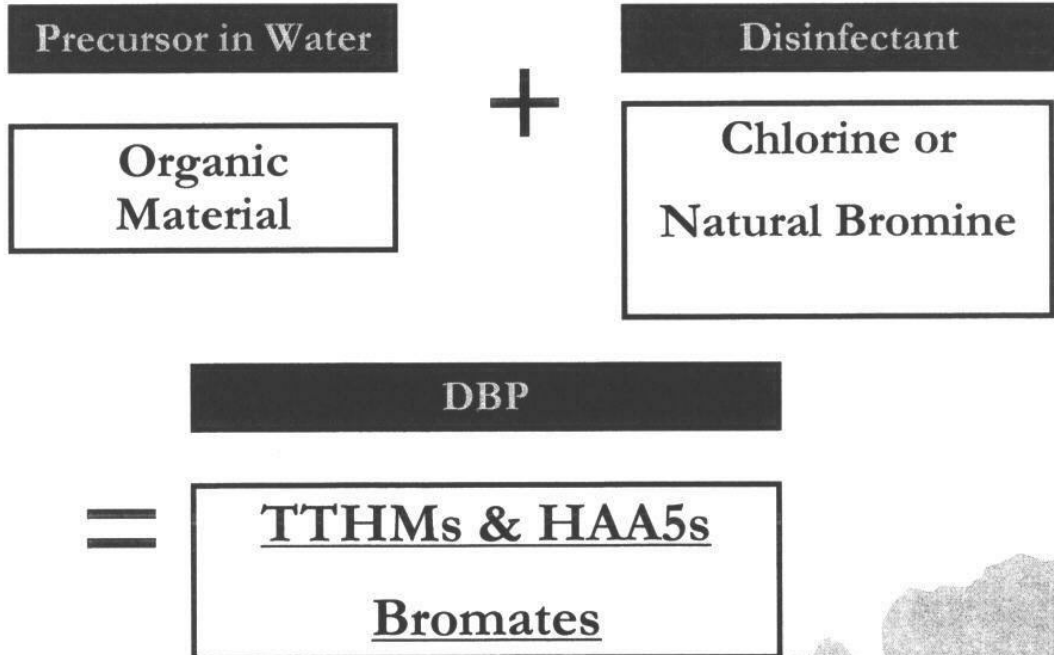 Precursor in Water
Disinfectant
+
Organic
Material
Chlorine or
Natural Bromine
DBP
=
TTHMs & HAA5s
Bromates